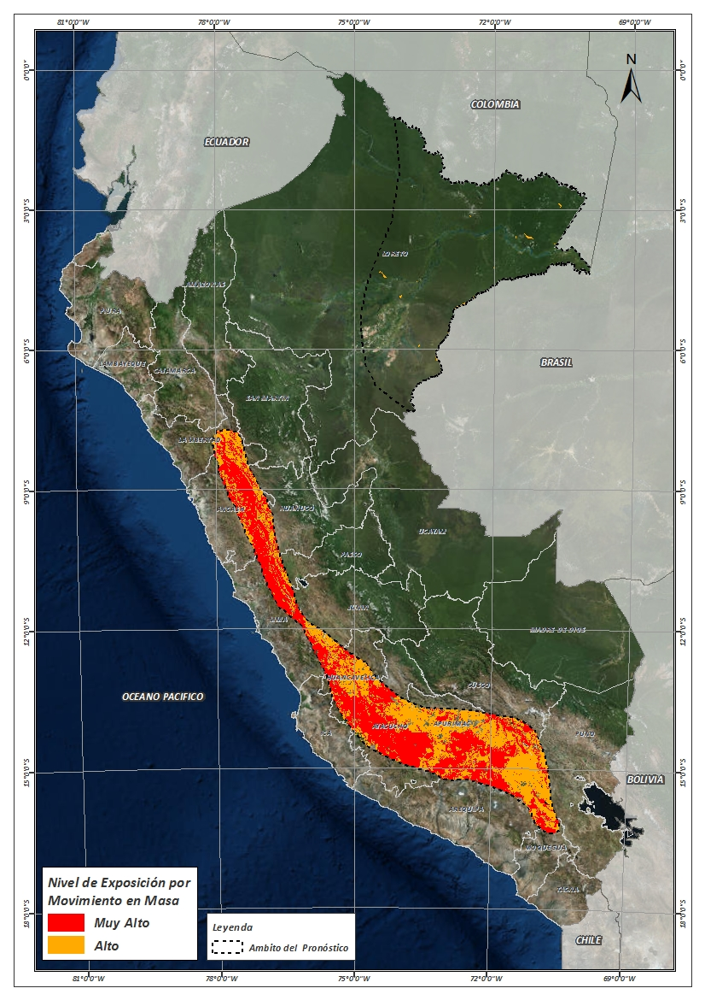 81°0'0"W 78°0'0"W 75°0'0"W 72°0'0"W 69°0'0"W
N
0°0'0" 0°0'0"
COLOMBIA
ECUADOR
3°0'0"S 3°0'0"S
LORETO
AMAZONAS
PIURA
6°0'0"S 6°0'0"S
LAMBAYEQUE
CAJAMARCA
BRASIL
SAN MARTIN
LA LIBERTAD
9°0'0"S 9°0'0"S
ANCASH
HUANUCO
UCAYALI
PASCO
JUNIN
LIMA
MADRE DE DIOS
12°0'0"S 12°0'0"S
HUANCAVELICA
CUSCO
OCEANO PACIFICO
AYACUCHO
APURIMAC
ICA
PUNO
15°0'0"S 15°0'0"S
BOLIVIA
AREQUIPA
MOQUEGUA
TACNA
18°0'0"S 18°0'0"S
CHILE
Nivel de Exposición por
Movimiento en Masa
Muy Alto
Alto
Leyenda
Ambito del Pronóstico
81°0'0"W 78°0'0"W 75°0'0"W 72°0'0"W 69°0'0"W